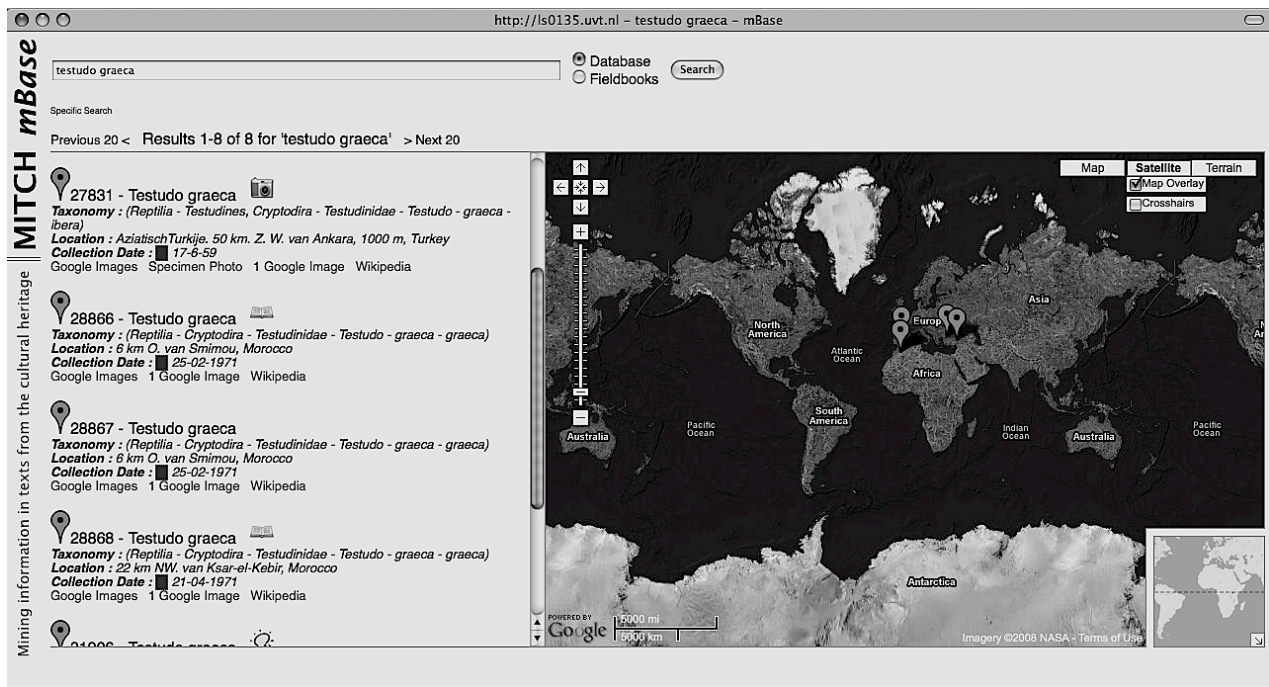 http://ls0135.uvt.nl – testudo graeca – mBase
MITCH mBase
Mining information in texts from the cultural heritage
testudo graeca
Database
Fieldbooks
Search
Specific Search
Previous 20 < Results 1-8 of 8 for 'testudo graeca' > Next 20
27831 - Testudo graeca
Taxonomy : (Reptilia - Testudines, Cryptodira - Testudinidae - Testudo - graeca -
ibera)
Location : AziatischTurkije. 50 km. Z. W. van Ankara, 1000 m, Turkey
Collection Date : 17-6-59
Google Images Specimen Photo 1 Google Image Wikipedia
28866 - Testudo graeca
Taxonomy : (Reptilia - Cryptodira - Testudinidae - Testudo - graeca - graeca)
Location : 6 km O. van Smimou, Morocco
Collection Date : 25-02-1971
Google Images 1 Google Image Wikipedia
28867 - Testudo graeca
Taxonomy : (Reptilia - Cryptodira - Testudinidae - Testudo - graeca - graeca)
Location : 6 km O. van Smimou, Morocco
Collection Date : 25-02-1971
Google Images 1 Google Image Wikipedia
28868 - Testudo graeca
Taxonomy : (Reptilia - Cryptodira - Testudinidae - Testudo - graeca - graeca)
Location : 22 km NW. van Ksar-el-Kebir, Morocco
Collection Date : 21-04-1971
Google Images 1 Google Image Wikipedia
Testudo graeca
Map Satellite Terrain
Map Overlay
Crosshairs
North
America
Europ
Asia
Atlantic
Ocean
Africa
South
America
Australia
Pacific
Ocean
Indian
Ocean
Australia
Pacific
Ocean
Antarctica
POWERED BY
Google
5000 mi
5000 km
Imagery ©2008 NASA - Terms of Use